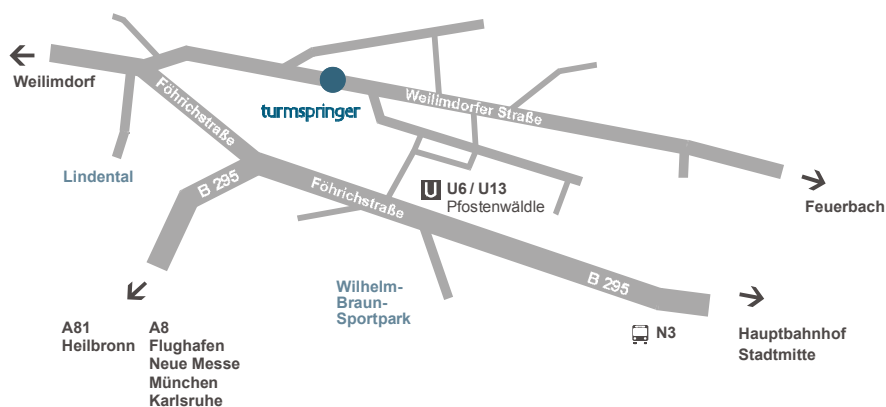 Weilimdorf
Föhrichstraße
turmspringer
Weilimdorfer Straße
Lindental
B 295
Föhrichstraße
U U6 / U13
Pfostenwäldle
Feuerbach
Wilhelm-
Braun-
Sportpark
B 295
A81
Heilbronn
A8
Flughafen
Neue Messe
München
Karlsruhe
N3
Hauptbahnhof
Stadtmitte